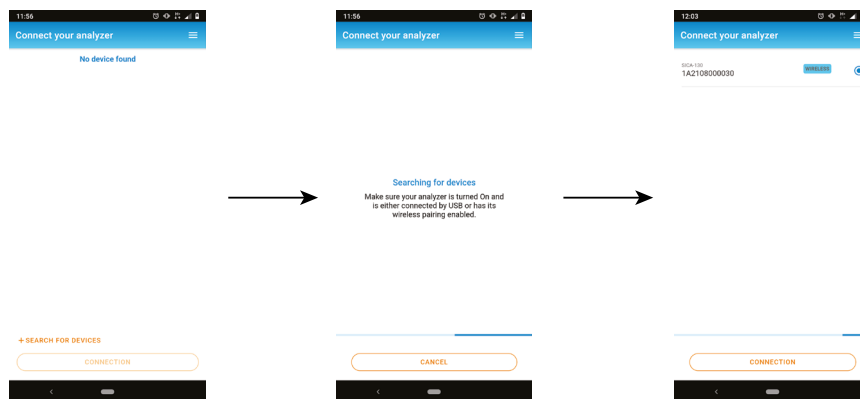 11:56
Connect your analyzer
No device found
+ SEARCH FOR DEVICES
CONNECTION
11:56
Connect your analyzer
Searching for devices
Make sure your analyzer is turned On and
is either connected by USB or has its
wireless pairing enabled.
CANCEL
12:03
Connect your analyzer
SICA-130
1A2108000030
WIRELESS
CONNECTION